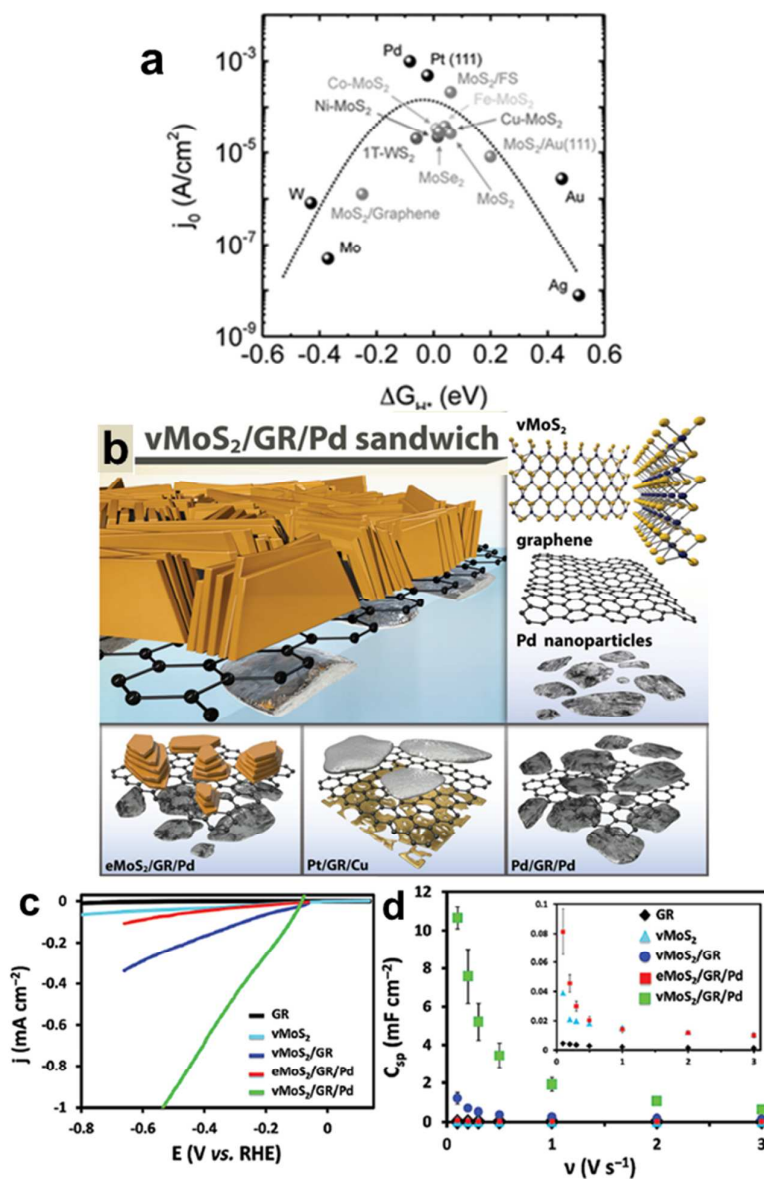 a
Pd
Pt (111)
Co-MoS₂
MoS₂/FS
Fe-MoS₂
Ni-MoS₂
Cu-MoS₂
1T-WS₂
MoS₂/Au(111)
MoSe₂
MoS₂
W
MoS₂/Graphene
Au
Mo
Ag
j₀ (A/cm²)
10⁻³
10⁻⁵
10⁻⁷
10⁻⁹
-0.6 -0.4 -0.2 0.0 0.2 0.4 0.6
ΔG_H* (eV)
b vMoS₂/GR/Pd sandwich
vMoS₂
graphene
Pd nanoparticles
eMoS₂/GR/Pd
Pt/GR/Cu
Pd/GR/Pd
c
0
-0.2
-0.4
-0.6
-0.8
-1
j (mA cm⁻²)
GR
vMoS₂
vMoS₂/GR
eMoS₂/GR/Pd
vMoS₂/GR/Pd
-0.8 -0.6 -0.4 -0.2 0
E (V vs. RHE)
d
12
10
8
6
4
2
0
C_sp (mF cm⁻²)
0.1
0.08
0.06
0.04
0.02
0
0 1 2 3
GR
vMoS₂
vMoS₂/GR
eMoS₂/GR/Pd
vMoS₂/GR/Pd
0 1 2 3
ν (V s⁻¹)